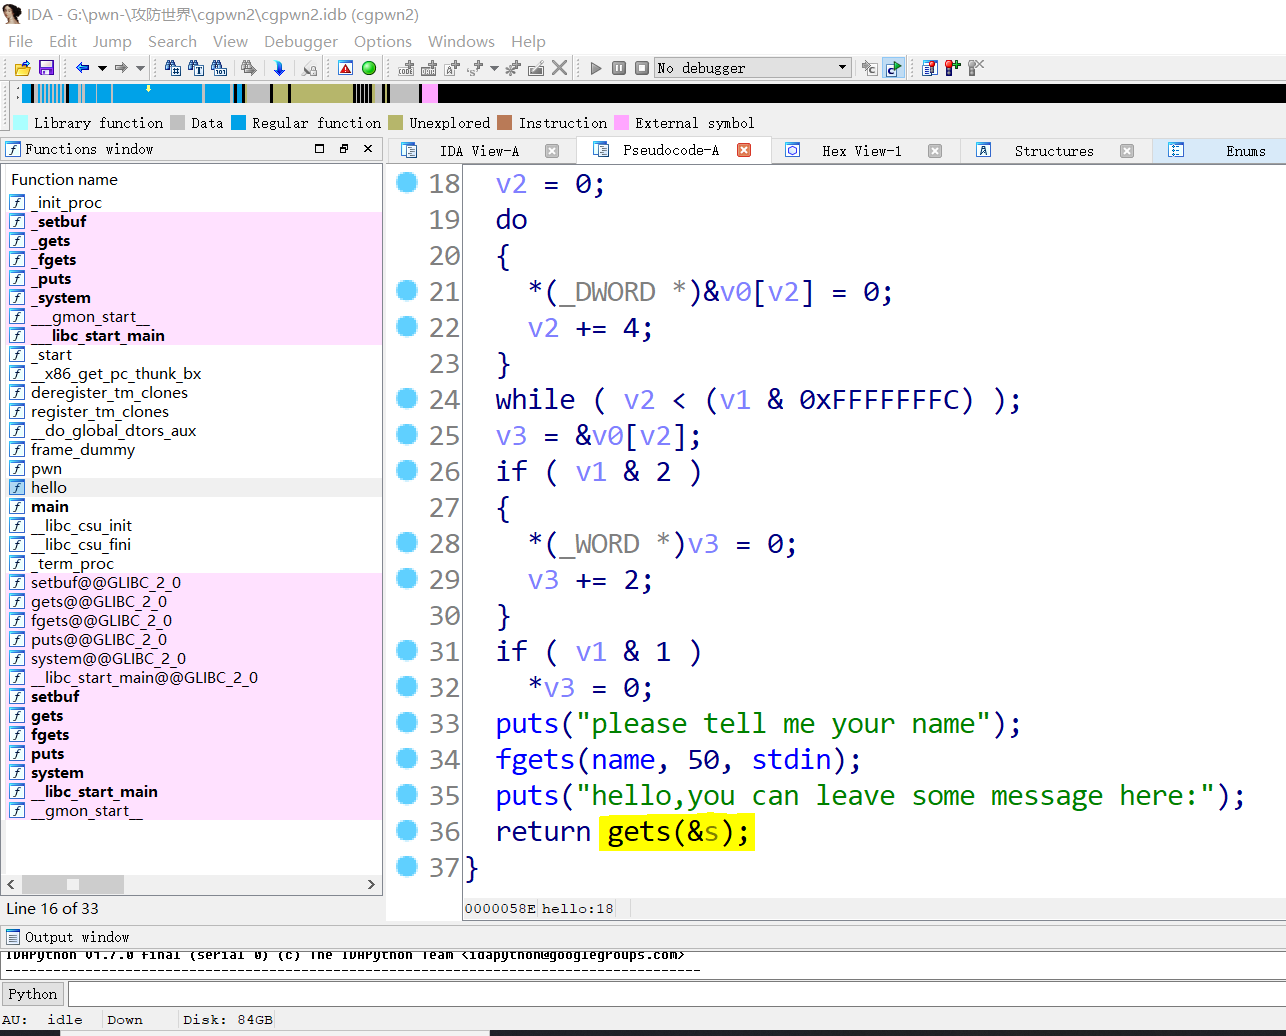 IDA - G:\pwn-\攻防世界\cgpwn2\cgpwn2.idb (cgpwn2)
File Edit Jump Search View Debugger Options Windows Help
No debugger
Library function Data Regular function Unexplored Instruction External symbol
Functions window
IDA View-A Pseudocode-A Hex View-1 Structures Enums
Function name
_init_proc
_setbuf
_gets
_fgets
_puts
_system
___gmon_start__
___libc_start_main
_start
__x86_get_pc_thunk_bx
deregister_tm_clones
register_tm_clones
__do_global_dtors_aux
frame_dummy
pwn
hello
main
__libc_csu_init
__libc_csu_fini
_term_proc
setbuf@@GLIBC_2_0
gets@@GLIBC_2_0
fgets@@GLIBC_2_0
puts@@GLIBC_2_0
system@@GLIBC_2_0
__libc_start_main@@GLIBC_2_0
setbuf
gets
fgets
puts
system
__libc_start_main
__gmon_start__
Line 16 of 33
18 v2 = 0;
19 do
20 {
21 *(_DWORD *)&v0[v2] = 0;
22 v2 += 4;
23 }
24 while ( v2 < (v1 & 0xFFFFFFFC) );
25 v3 = &v0[v2];
26 if ( v1 & 2 )
27 {
28 *(_WORD *)v3 = 0;
29 v3 += 2;
30 }
31 if ( v1 & 1 )
32 *v3 = 0;
33 puts("please tell me your name");
34 fgets(name, 50, stdin);
35 puts("hello,you can leave some message here:");
36 return gets(&s);
37 }
0000058E hello:18
Output window
IDAPython v1.7.0 final (serial 0) (c) The IDAPython Team <idapython@googlegroups.com>
Python
AU: idle Down Disk: 84GB